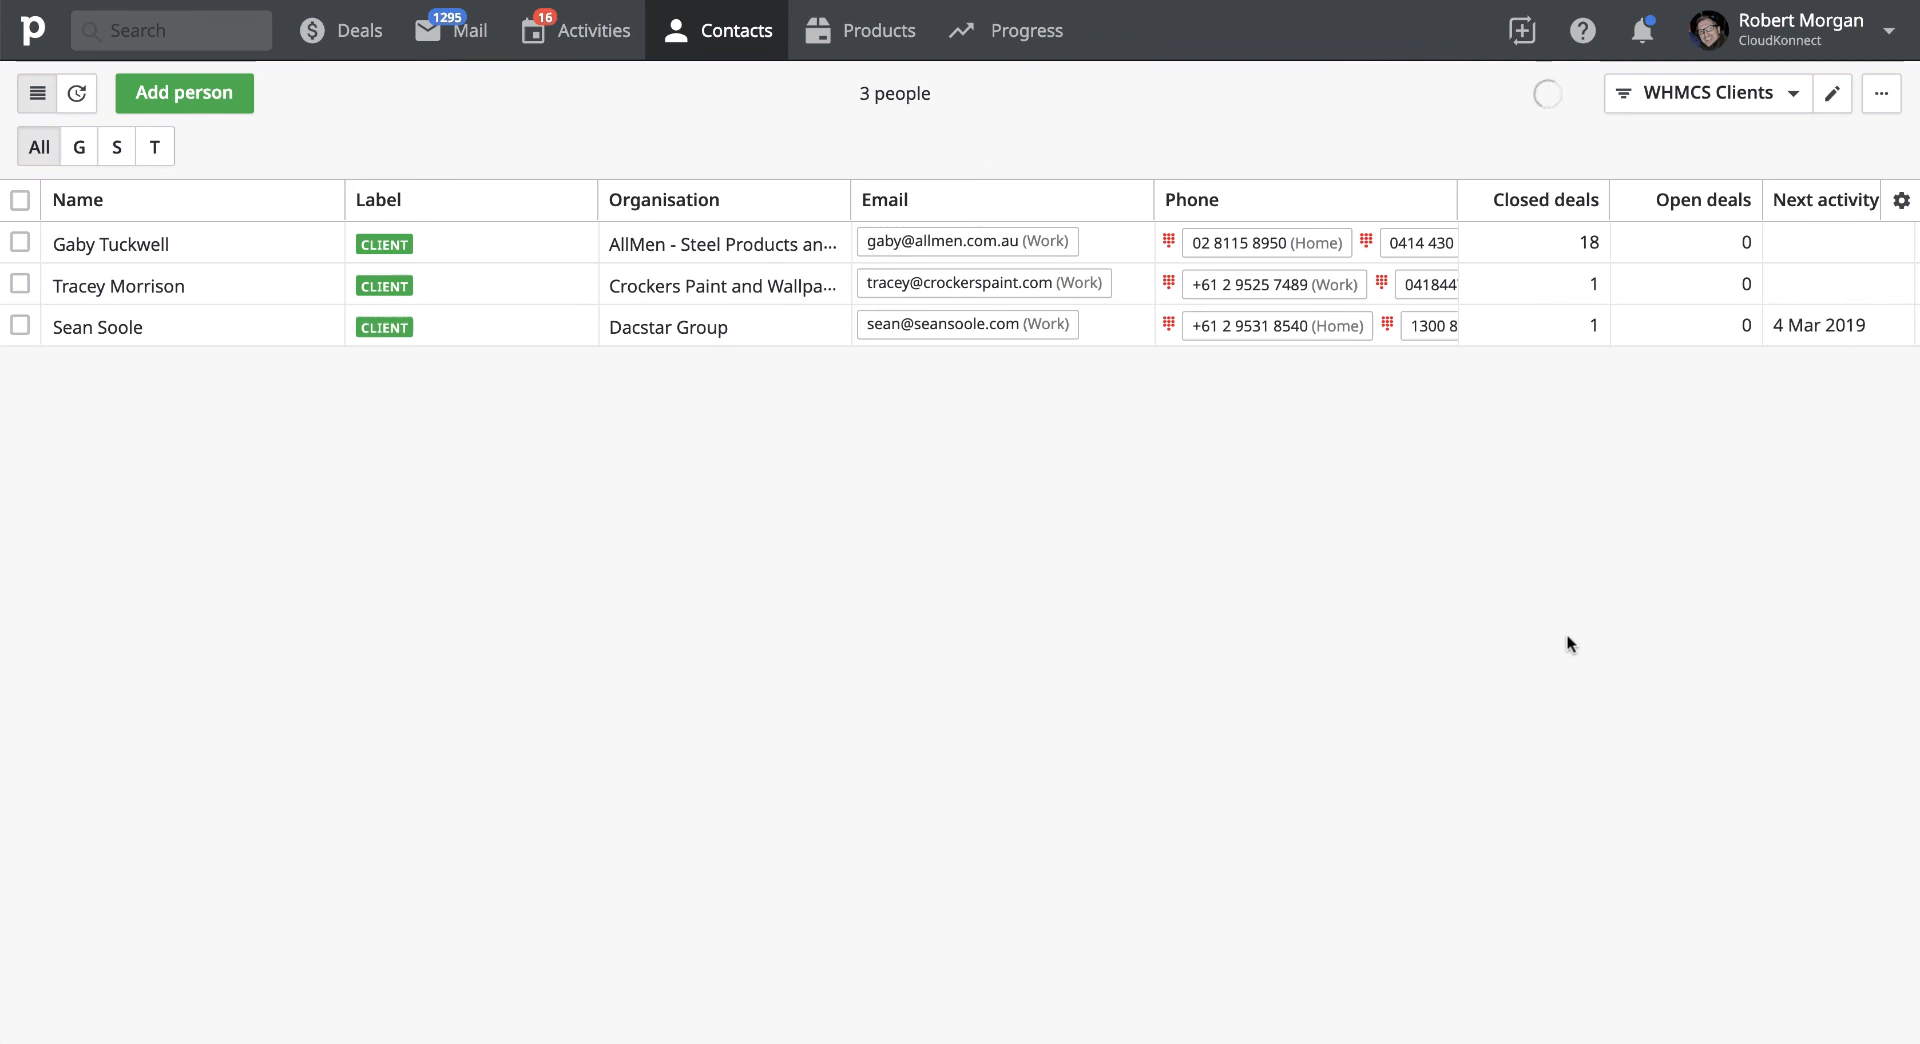 p Search Deals 1295 Mail 16 Activities Contacts Products Progress Robert Morgan
CloudKonnect
Add person 3 people WHMCS Clients ...
All G S T
Name Label Organisation Email Phone Closed deals Open deals Next activity
Gaby Tuckwell CLIENT AllMen - Steel Products an... gaby@allmen.com.au (Work) 02 8115 8950 (Home) 0414 430 18 0
Tracey Morrison CLIENT Crockers Paint and Wallpa... tracey@crockerspaint.com (Work) +61 2 9525 7489 (Work) 041844 1 0
Sean Soole CLIENT Dacstar Group sean@seansoole.com (Work) +61 2 9531 8540 (Home) 1300 8 1 0 4 Mar 2019